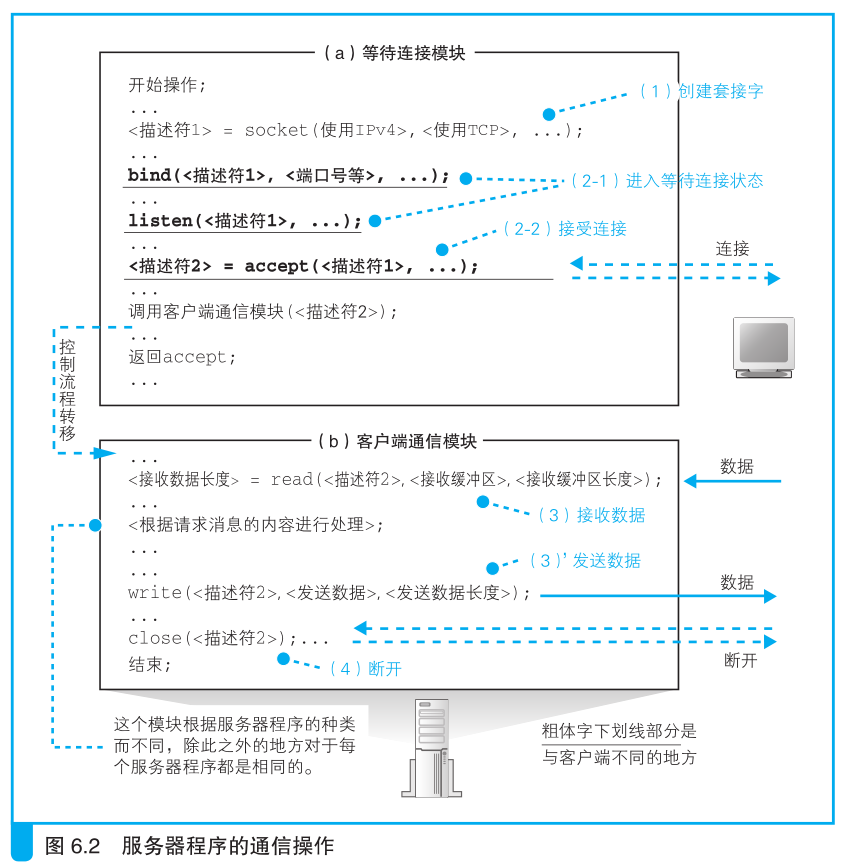 （a）等待连接模块
开始操作;
...
（1）创建套接字
<描述符1> = socket(使用IPv4>, <使用TCP>, ...);
...
bind(<描述符1>, <端口号等>, ...);
（2-1）进入等待连接状态
...
listen(<描述符1>, ...);
（2-2）接受连接
...
连接
<描述符2> = accept(<描述符1>, ...);
...
调用客户端通信模块(<描述符2>);
...
返回accept;
...
控制流程转移
（b）客户端通信模块
...
数据
<接收数据长度> = read(<描述符2>,<接收缓冲区>,<接收缓冲区长度>);
...
（3）接收数据
<根据请求消息的内容进行处理>;
...
...
（3）’发送数据
数据
write(<描述符2>,<发送数据>,<发送数据长度>);
...
close(<描述符2>);...
断开
结束;
（4）断开
这个模块根据服务器程序的种类
而不同，除此之外的地方对于每
个服务器程序都是相同的。
粗体字下划线部分是
与客户端不同的地方
图 6.2 服务器程序的通信操作